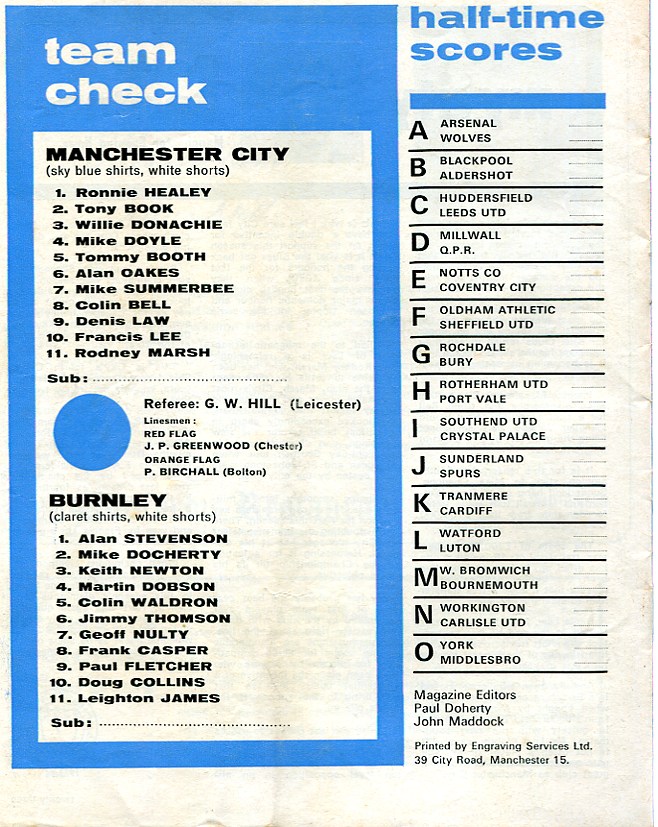 team
check
MANCHESTER CITY
(sky blue shirts, white shorts)
1. Ronnie HEALEY
2. Tony BOOK
3. Willie DONACHIE
4. Mike DOYLE
5. Tommy BOOTH
6. Alan OAKES
7. Mike SUMMERBEE
8. Colin BELL
9. Denis LAW
10. Francis LEE
11. Rodney MARSH
Sub: ..........................................
Referee: G. W. HILL (Leicester)
Linesmen :
RED FLAG
J. P. GREENWOOD (Chester)
ORANGE FLAG
P. BIRCHALL (Bolton)
BURNLEY
(claret shirts, white shorts)
1. Alan STEVENSON
2. Mike DOCHERTY
3. Keith NEWTON
4. Martin DOBSON
5. Colin WALDRON
6. Jimmy THOMSON
7. Geoff NULTY
8. Frank CASPER
9. Paul FLETCHER
10. Doug COLLINS
11. Leighton JAMES
Sub: ..........................................
half-time
scores
A ARSENAL
WOLVES
B BLACKPOOL
ALDERSHOT
C HUDDERSFIELD
LEEDS UTD
D MILLWALL
Q.P.R.
E NOTTS CO
COVENTRY CITY
F OLDHAM ATHLETIC
SHEFFIELD UTD
G ROCHDALE
BURY
H ROTHERHAM UTD
PORT VALE
I SOUTHEND UTD
CRYSTAL PALACE
J SUNDERLAND
SPURS
K TRANMERE
CARDIFF
L WATFORD
LUTON
M W. BROMWICH
BOURNEMOUTH
N WORKINGTON
CARLISLE UTD
O YORK
MIDDLESBRO
Magazine Editors
Paul Doherty
John Maddock
Printed by Engraving Services Ltd.
39 City Road, Manchester 15.